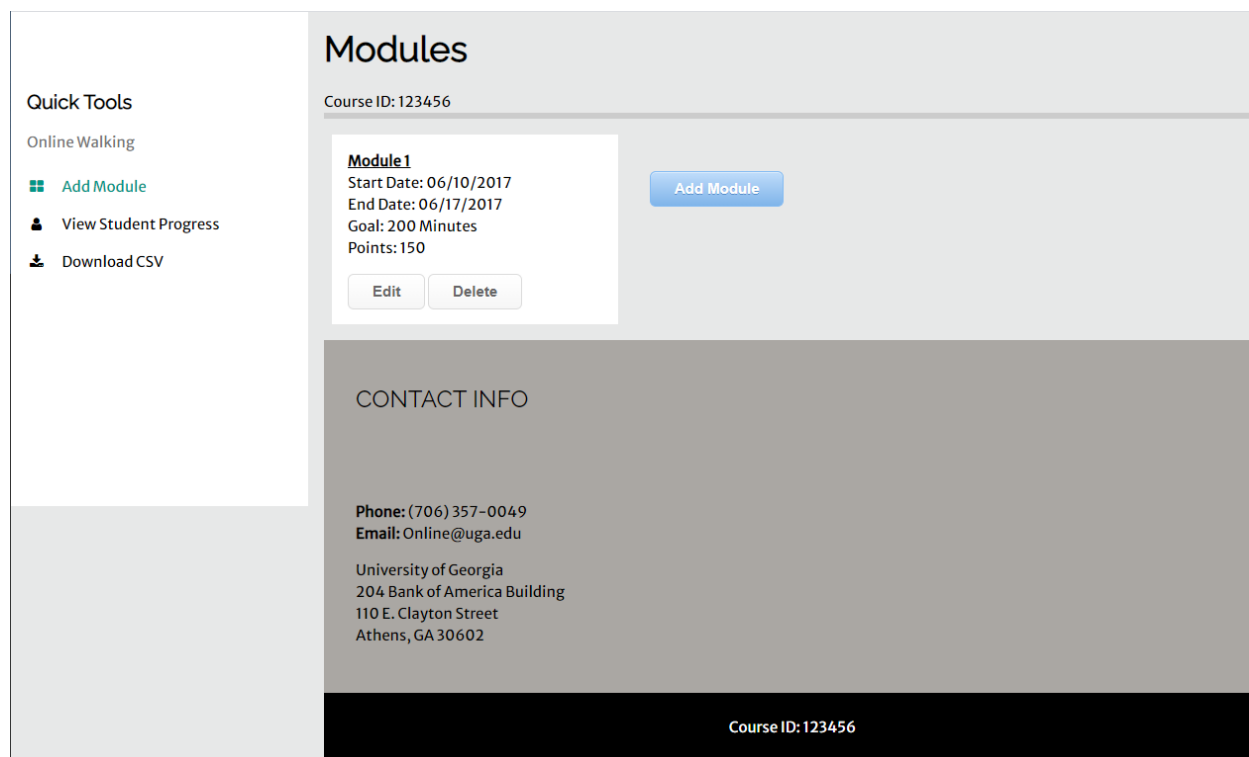 Quick Tools
Online Walking
Add Module
View Student Progress
Download CSV
Modules
Course ID: 123456
Module 1
Start Date: 06/10/2017
End Date: 06/17/2017
Goal: 200 Minutes
Points: 150
Edit Delete
Add Module
CONTACT INFO
Phone: (706) 357-0049
Email: Online@uga.edu
University of Georgia
204 Bank of America Building
110 E. Clayton Street
Athens, GA 30602
Course ID: 123456